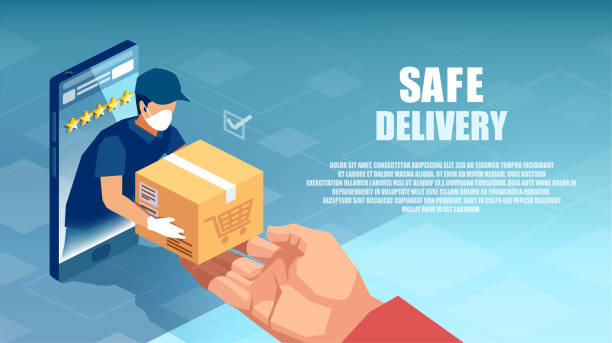 SAFE
DELIVERY
DOLOR SIT AMET, CONSECTETUR ADIPISCING ELIT, SED DO EIUSMOD TEMPOR INCIDIDUNT
UT LABORE ET DOLORE MAGNA ALIQUA. UT ENIM AD MINIM VENIAM, QUIS NOSTRUD
EXERCITATION ULLAMCO LABORIS NISI UT ALIQUIP EX EA COMMODO CONSEQUAT. DUIS AUTE IRURE DOLOR IN
REPREHENDERIT IN VOLUPTATE VELIT ESSE CILLUM DOLORE EU FUGIAT NULLA PARIATUR.
EXCEPTEUR SINT OCCAECAT CUPIDATAT NON PROIDENT, SUNT IN CULPA QUI OFFICIA DESERUNT
MOLLIT ANIM ID EST LABORUM.